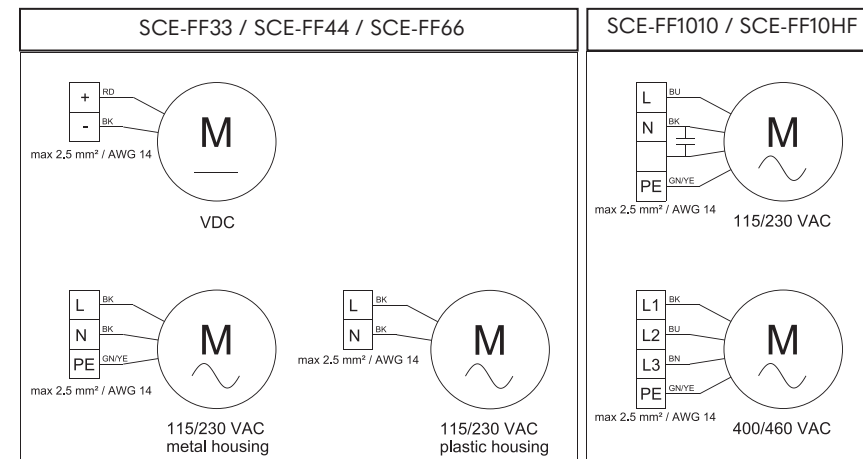 SCE-FF33 / SCE-FF44 / SCE-FF66
+ RD
- BK
max 2.5 mm² / AWG 14
M
VDC
L BK
N BK
PE GN/YE
max 2.5 mm² / AWG 14
M
115/230 VAC
metal housing
L BK
N BK
max 2.5 mm² / AWG 14
M
115/230 VAC
plastic housing
SCE-FF1010 / SCE-FF10HF
L BU
N BK
PE GN/YE
max 2.5 mm² / AWG 14
M
115/230 VAC
L1 BK
L2 BU
L3 BN
PE GN/YE
max 2.5 mm² / AWG 14
M
400/460 VAC